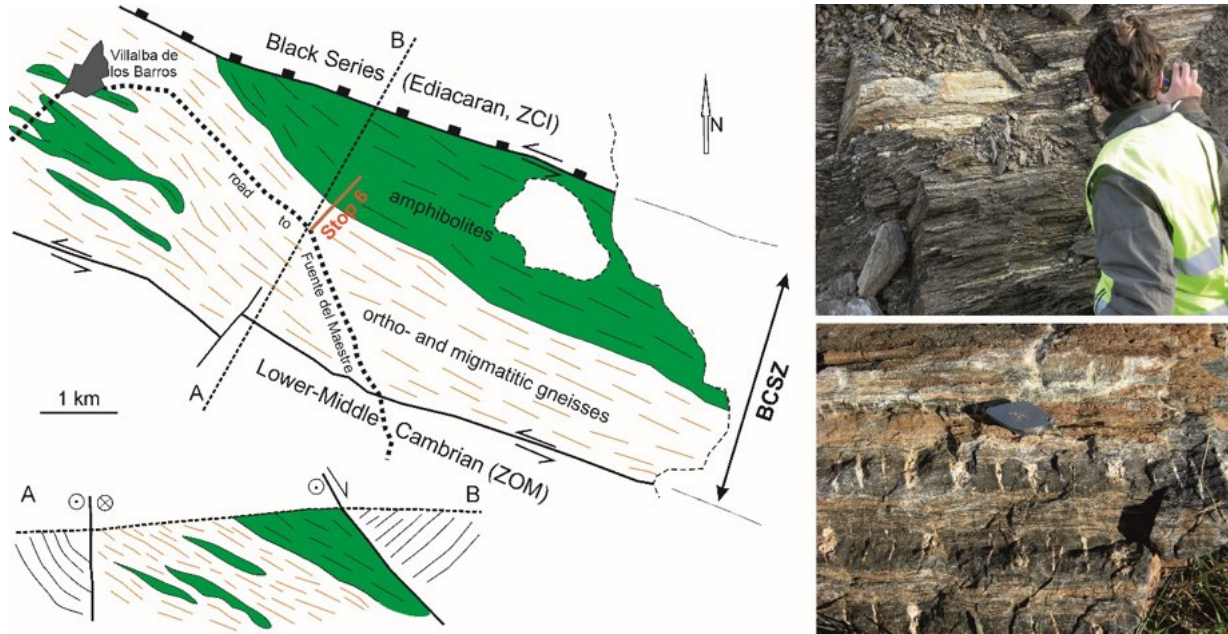 B
Villalba de
los Barros
Black Series (Ediacaran, ZCI)
N
road to Fuente del Maestre
Stop 6
amphibolites
ortho- and migmatitic gneisses
BCSZ
A
1 km
Lower-Middle Cambrian (ZOM)
A
B